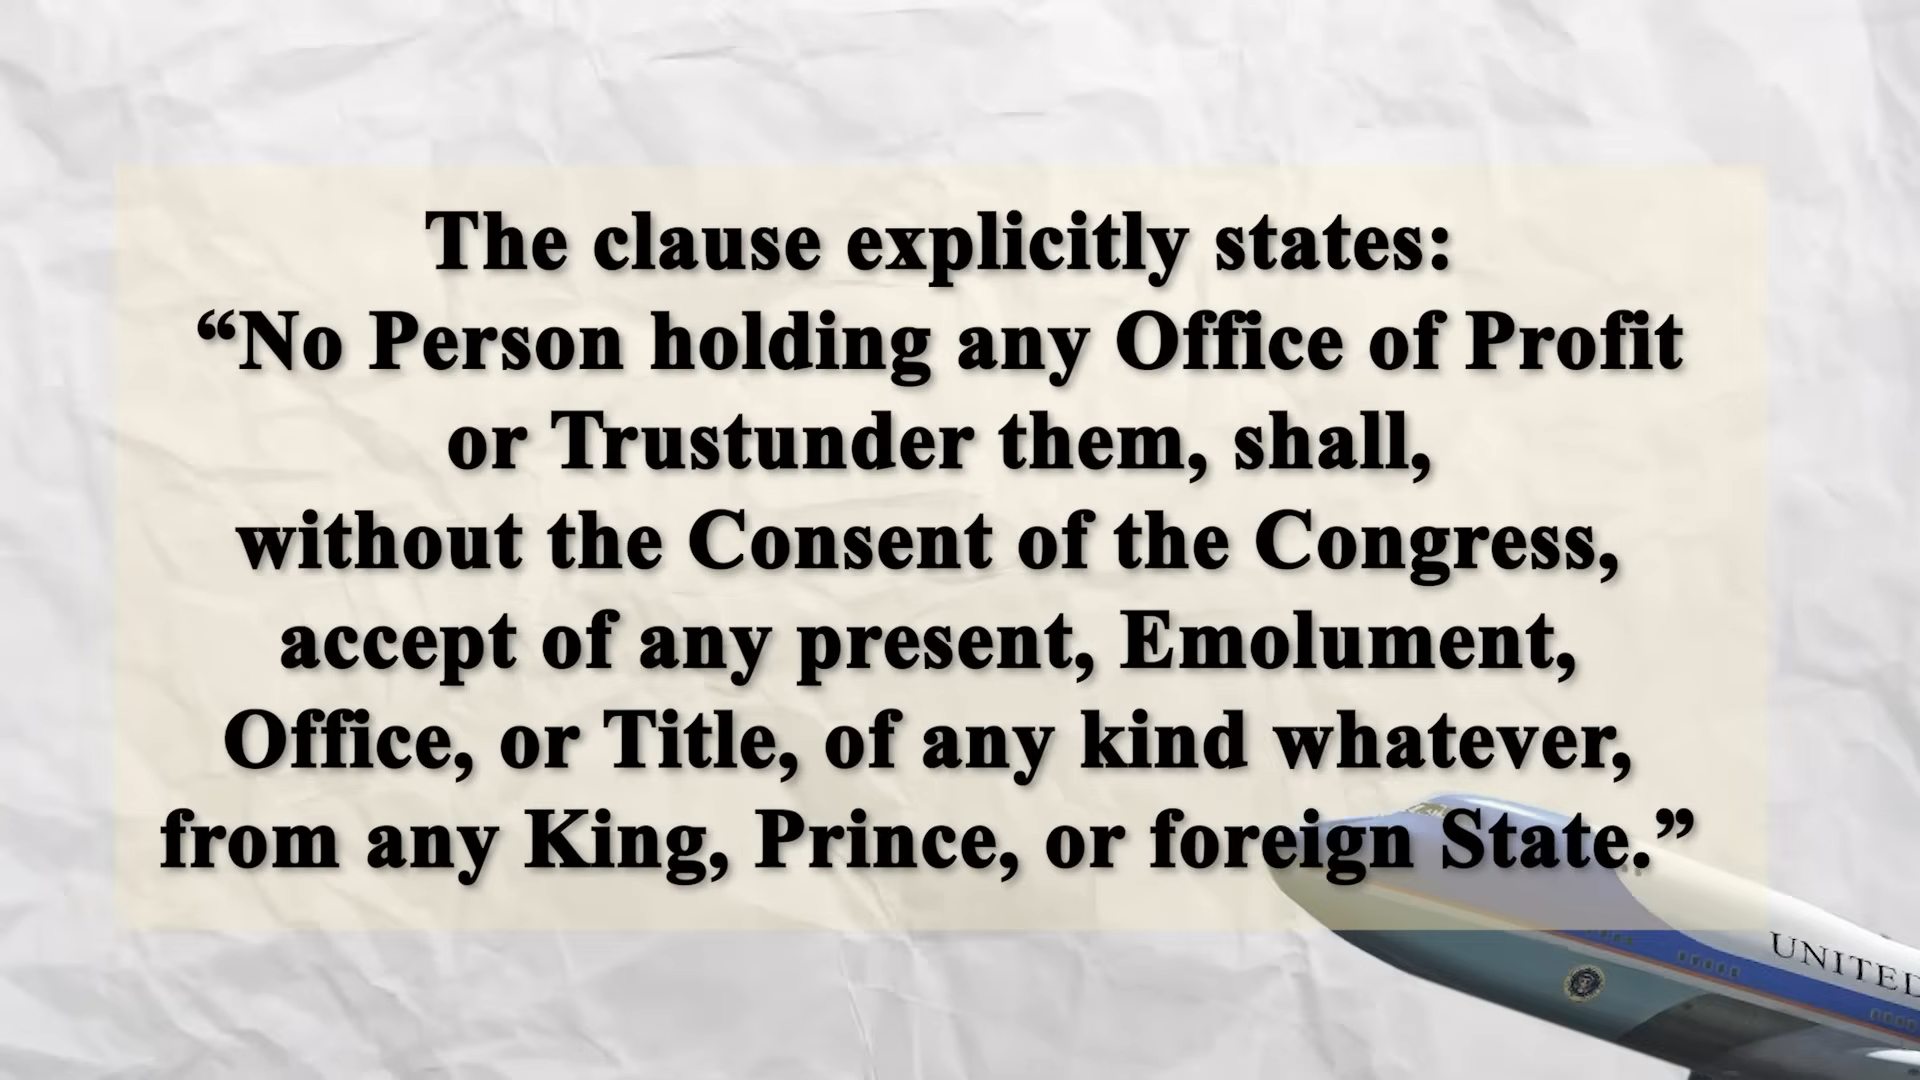 The clause explicitly states:
“No Person holding any Office of Profit
or Trustunder them, shall,
without the Consent of the Congress,
accept of any present, Emolument,
Office, or Title, of any kind whatever,
from any King, Prince, or foreign State.”
UNITED